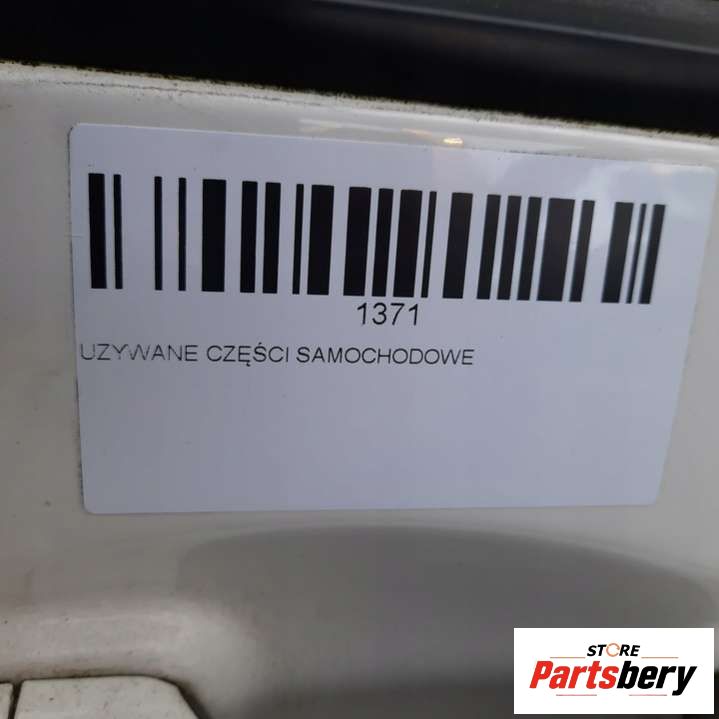 1371
UZYWANE CZĘŚCI SAMOCHODOWE
STORE
Partsbery